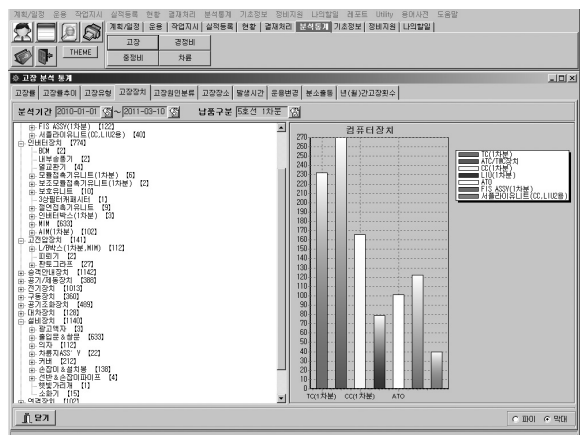 계획/일정 운용 작업지시 실적등록 현황 결재처리 분석통계 기초정보 정비지원 나의할일 레포트 Utility 용어사전 도움말
계획/일정 운용 작업지시 실적등록 현황 결재처리 분석통계 기초정보 정비지원 나의할일
고장 경정비
중정비 차륜
THEME
고장 분석 통계
고장률 고장률추이 고장유형 고장장치 고장원인분류 고장장소 발생시간 운용변경 분소율동 년(월)간고장횟수
분석기간 2010-01-01 ~ 2011-03-10 납품구분 5호선 1차분
FIS ASSY(1차분) [122]
서플라이유니트(CC,LIU2용) [40]
인버터장치 [774]
BCM [2]
내부송풍기 [2]
열교환기 [4]
모듈접촉기유니트(1차분) [6]
보조모듈접촉기유니트(1차분) [2]
보호유니트 [10]
3상필터캐패시터 [1]
절연접촉기유니트 [9]
인버터박스(1차분) [3]
MIM [633]
AIM(1차분) [102]
고전압장치 [141]
L/B박스(1차분,MIM) [112]
피뢰기 [2]
판토그라프 [27]
승객안내장치 [1142]
공기/제동장치 [388]
전기장치 [1013]
구동장치 [360]
공기조화장치 [469]
대차장치 [128]
설비장치 [1140]
광고액자 [3]
출입문&창문 [633]
의자 [112]
차륜지ASS'Y [22]
커버 [212]
손잡이&설치봉 [138]
선반&손잡이파이프 [4]
햇빛가리개 [1]
소화기 [15]
연결장치 [102]
컴퓨터장치
270
260
250
240
230
220
210
200
190
180
170
160
150
140
130
120
110
100
90
80
70
60
50
40
30
20
10
0
TC(1차분) CC(1차분) ATO
TC(1차분)
ATC/TWC장치
CC(1차분)
LIU(1차분)
ATO
FIS ASSY(1차분)
서플라이유니트(CC,LIU2용)
닫기
파이 막대